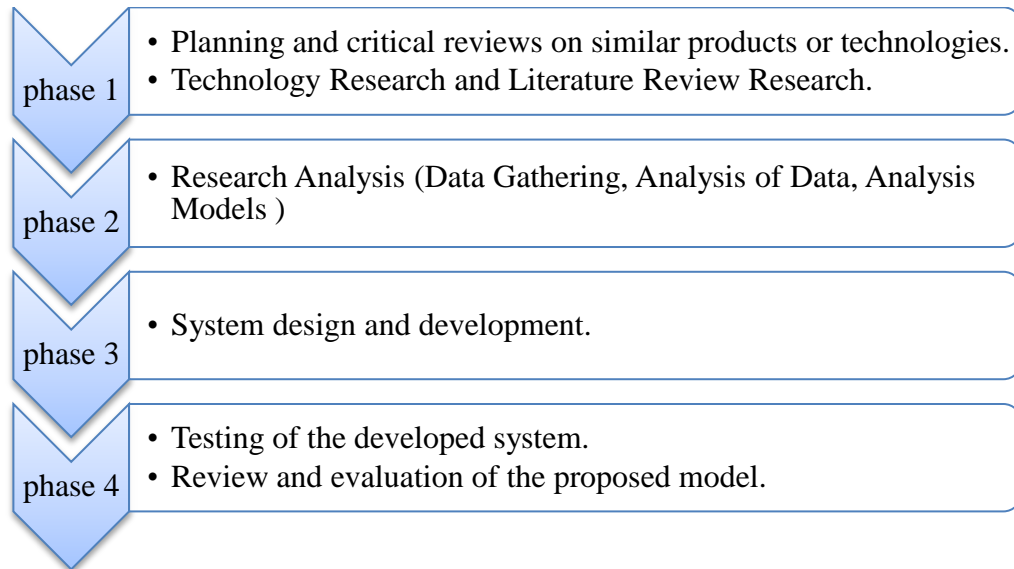 phase 1
• Planning and critical reviews on similar products or technologies.
• Technology Research and Literature Review Research.
phase 2
• Research Analysis (Data Gathering, Analysis of Data, Analysis
Models )
phase 3
• System design and development.
phase 4
• Testing of the developed system.
• Review and evaluation of the proposed model.